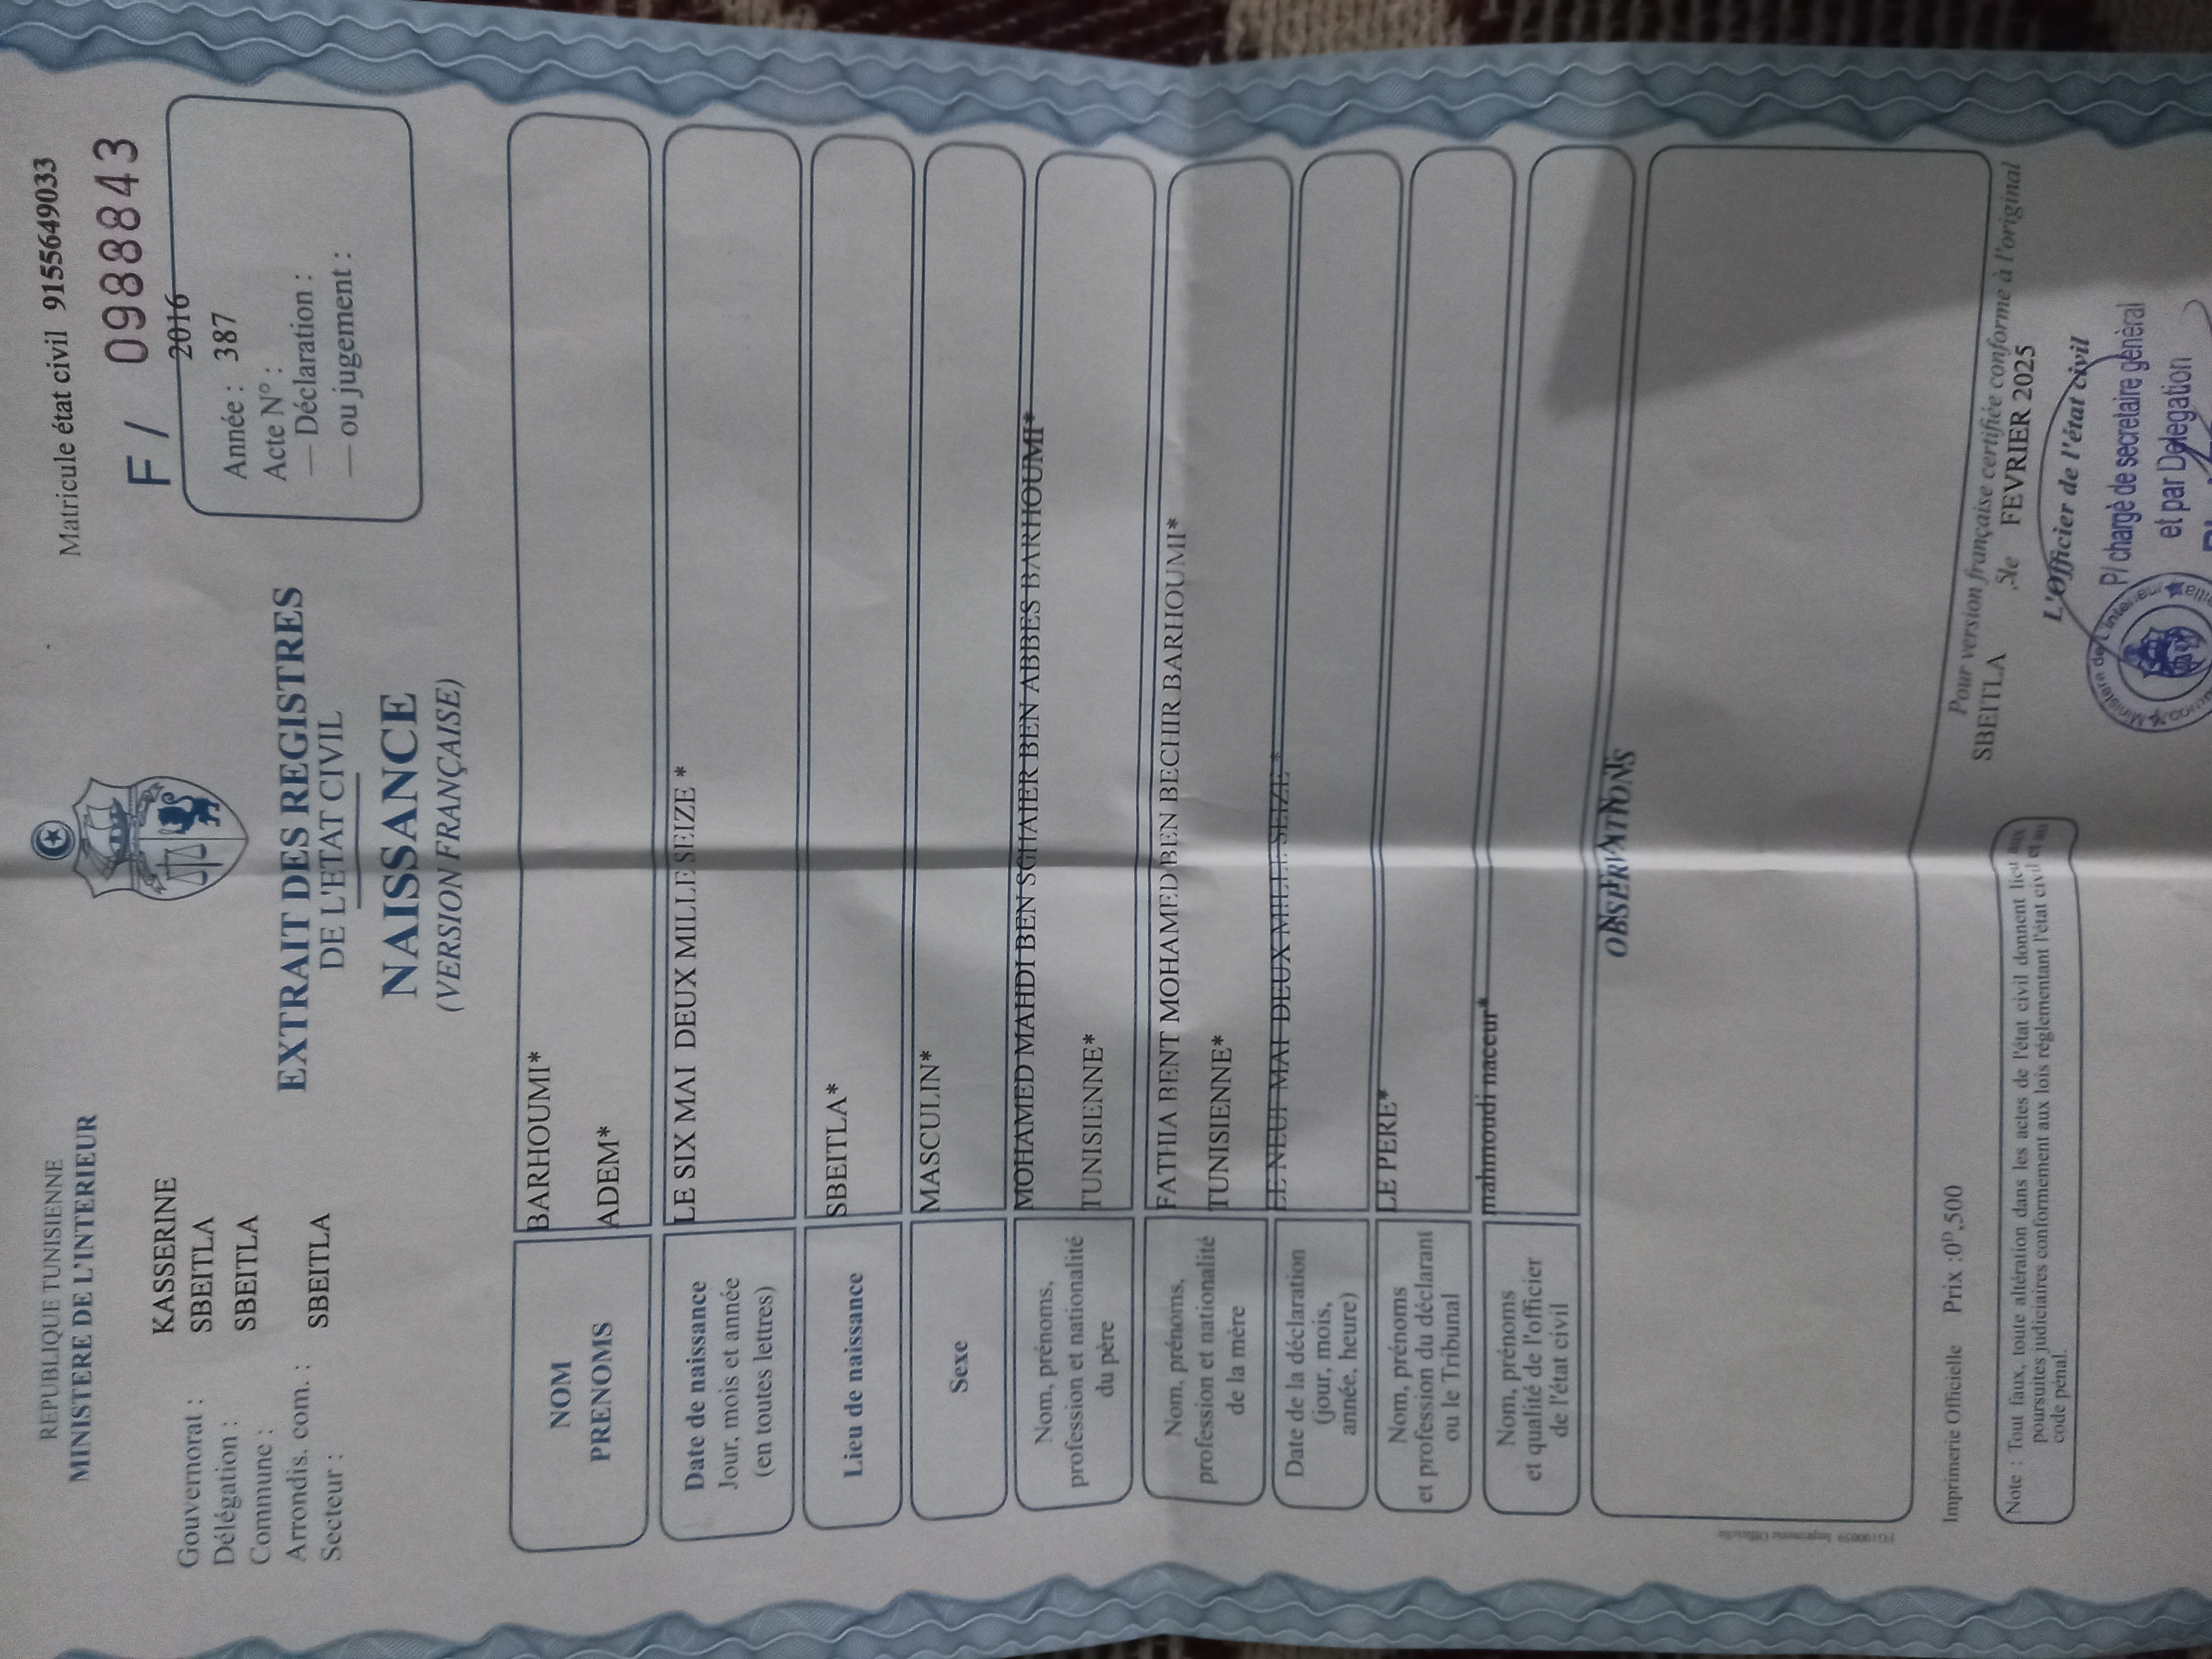 REPUBLIQUE TUNISIENNE
MINISTERE DE L'INTERIEUR
Matricule état civil 9155649033
F / 0988843
Gouvernorat : KASSERINE
Délégation : SBEITLA
Commune : SBEITLA
Arrondis. com. :
Secteur : SBEITLA
2016
Année : 387
Acte N° :
— Déclaration :
— ou jugement :
EXTRAIT DES REGISTRES
DE L'ETAT CIVIL
NAISSANCE
(VERSION FRANÇAISE)
NOM BARHOUMI*
PRENOMS ADEM*
Date de naissance LE SIX MAI DEUX MILLE SEIZE *
Jour, mois et année
(en toutes lettres)
Lieu de naissance SBEITLA*
Sexe MASCULIN*
Nom, prénoms, MOHAMED MAHDI BEN SGHAIER BEN ABBES BARHOUMI*
profession et nationalité TUNISIENNE*
du père
Nom, prénoms, FATHIA BENT MOHAMED BEN BECHIR BARHOUMI*
profession et nationalité TUNISIENNE*
de la mère
Date de la déclaration LE NEUF MAI DEUX MILLE SEIZE *
(jour, mois,
année, heure)
Nom, prénoms LE PERE*
et profession du déclarant
ou le Tribunal
Nom, prénoms mahmoudi naceur*
et qualité de l'officier
de l'état civil
OBSERVATIONS
FG100059 Imprimerie Officielle
Imprimerie Officielle Prix :0ᴰ,500
Pour version française certifiée conforme à l'original
SBEITLA ,5le FEVRIER 2025
L'Officier de l'état civil
P/ chargé de secretaire général
et par Delegation
Note : Tout faux, toute altération dans les actes de l'état civil donnent lieu aux
poursuites judiciaires conformement aux lois réglementant l'état civil et au
code pénal.